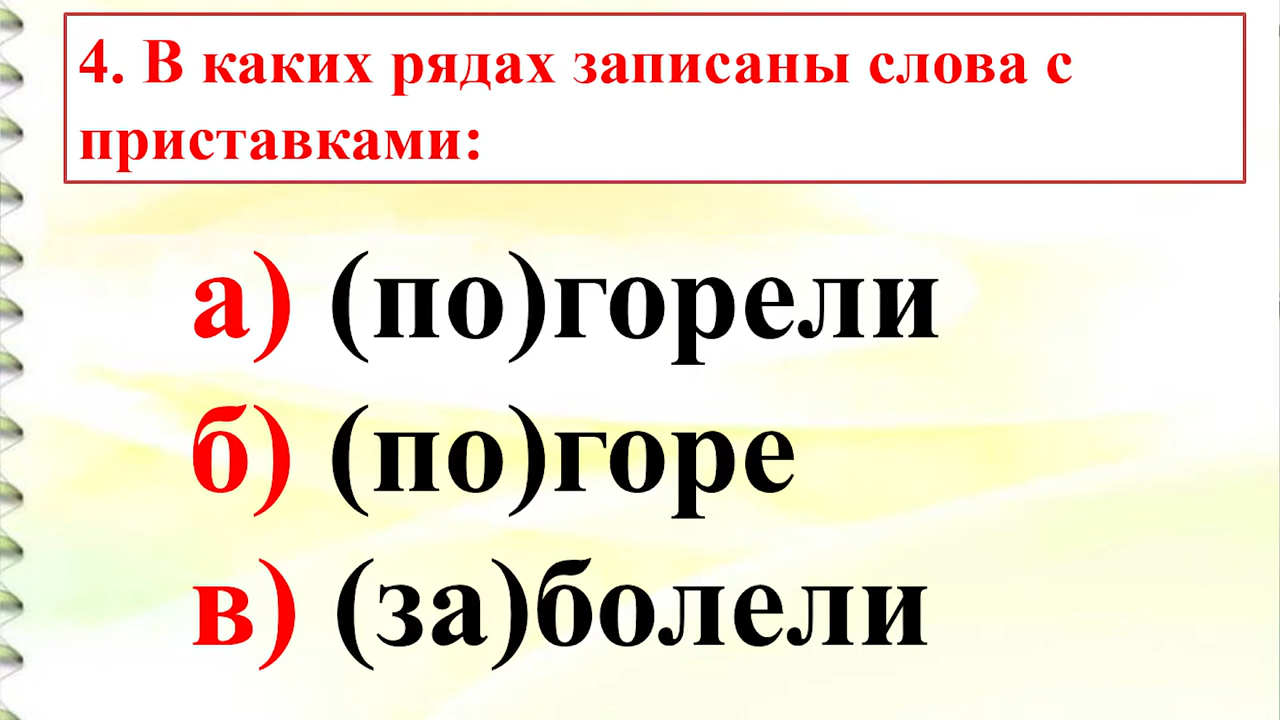 4. В каких рядах записаны слова с
приставками:
а) (по)горели
б) (по)горе
в) (за)болели